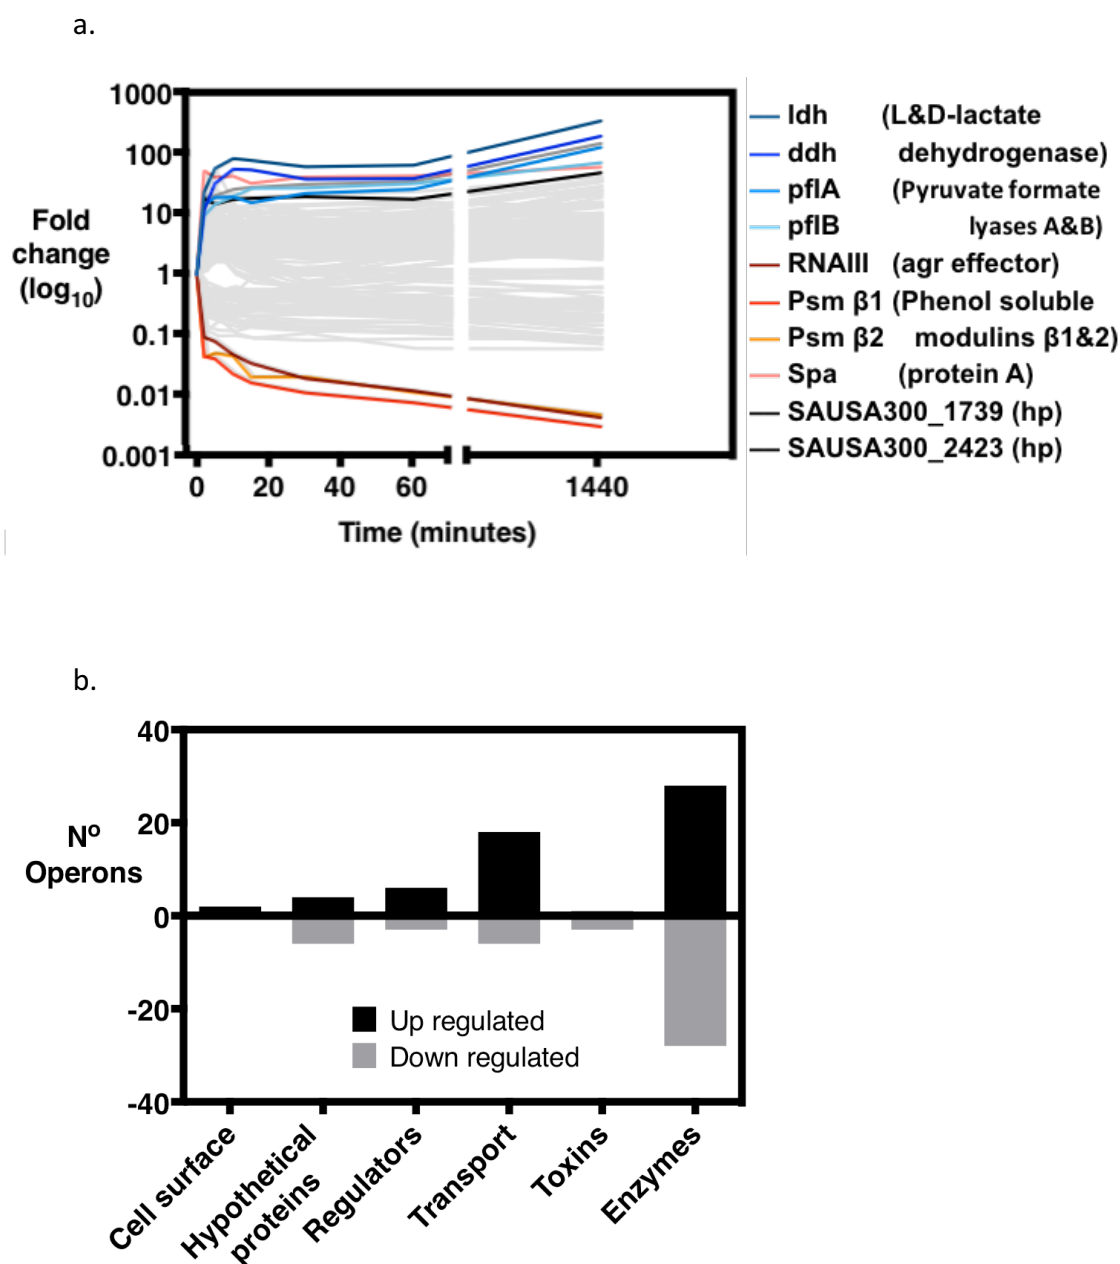 a.
1000
100
10
1
0.1
0.01
0.001
Fold
change
(log10)
0 20 40 60 1440
Time (minutes)
ldh (L&D-lactate
ddh dehydrogenase)
pflA (Pyruvate formate
pflB lyases A&B)
RNAIII (agr effector)
Psm β1 (Phenol soluble
Psm β2 modulins β1&2)
Spa (protein A)
SAUSA300_1739 (hp)
SAUSA300_2423 (hp)
b.
40
20
0
-20
-40
Nº
Operons
Up regulated
Down regulated
Cell surface
Hypothetical
proteins
Regulators
Transport
Toxins
Enzymes